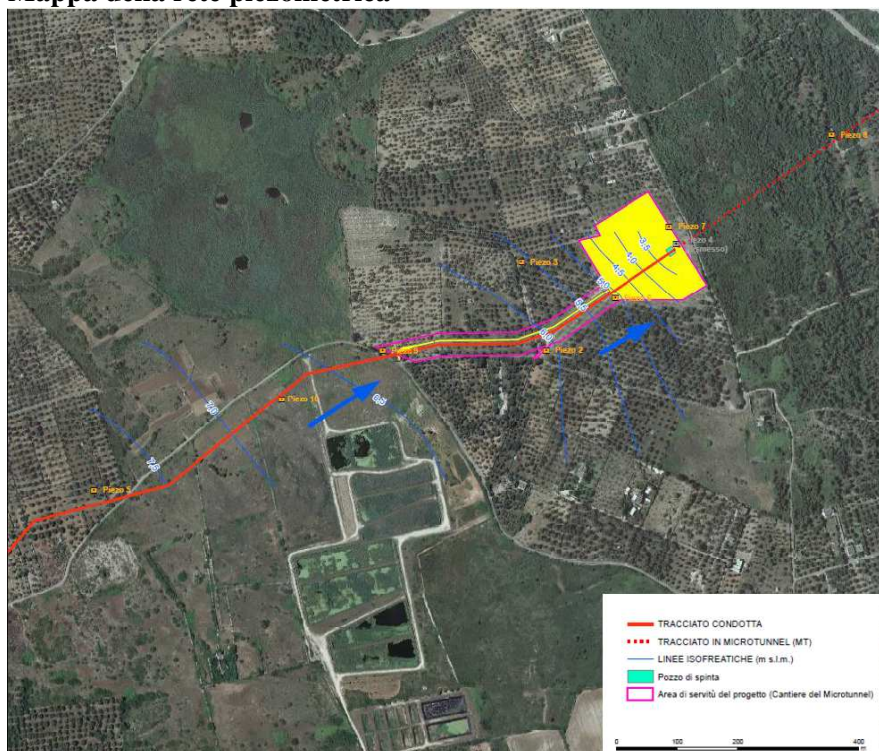 Mappa della rete piezometrica
Piezo 8
Piezo 7
Piezo 4
3,5
4,0
Piezo 3
4,5
5,0
5,5
6,0
Piezo 2
Piezo 10
6,5
7,0
7,5
Piezo 5
TRACCIATO CONDOTTA
TRACCIATO IN MICROTUNNEL (MT)
LINEE ISOFREATICHE (m s.l.m.)
Pozzo di spinta
Area di servitù del progetto (Cantiere del Microtunnel)
0 100 200 400
m